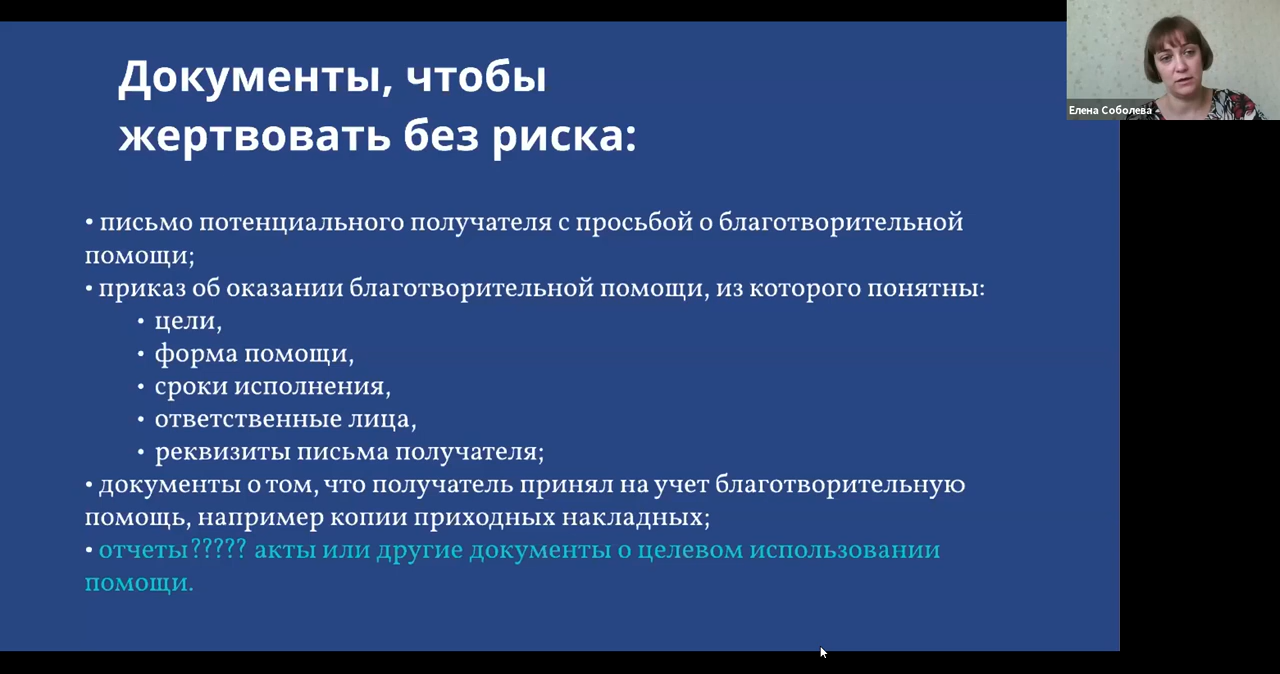 Документы, чтобы
жертвовать без риска:
Елена Соболева
• письмо потенциального получателя с просьбой о благотворительной
помощи;
• приказ об оказании благотворительной помощи, из которого понятны:
• цели,
• форма помощи,
• сроки исполнения,
• ответственные лица,
• реквизиты письма получателя;
• документы о том, что получатель принял на учет благотворительную
помощь, например копии приходных накладных;
• отчеты????? акты или другие документы о целевом использовании
помощи.